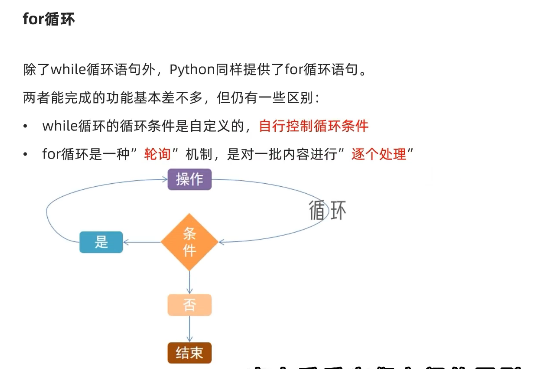 for循环
除了while循环语句外，Python同样提供了for循环语句。
两者能完成的功能基本差不多，但仍有一些区别：
• while循环的循环条件是自定义的，自行控制循环条件
• for循环是一种”轮询”机制，是对一批内容进行”逐个处理”
操作
循环
是
条件
否
结束